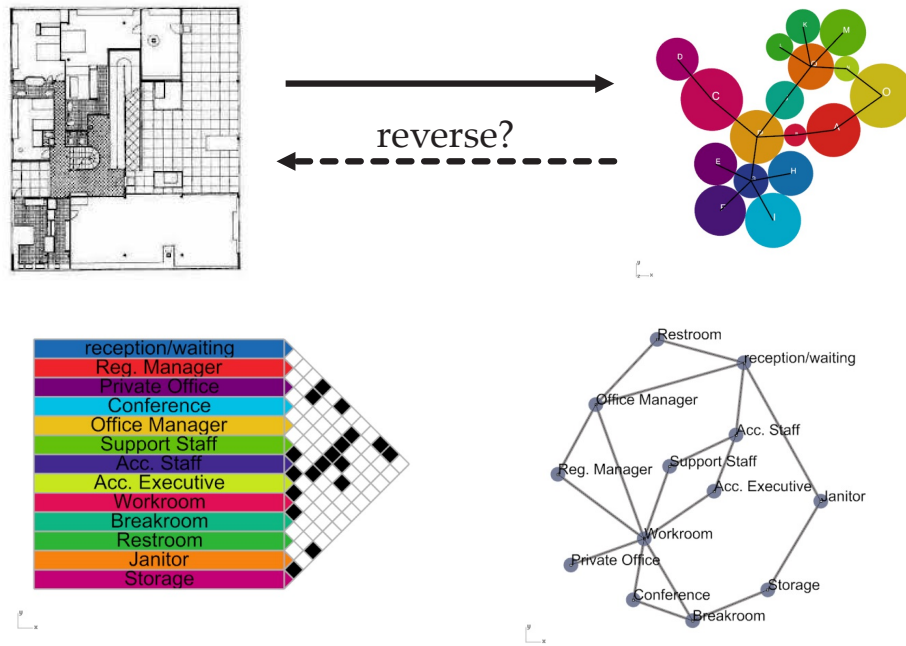 reverse?
K
M
D
C
O
A
E
H
F
I
y
x
reception/waiting
Reg. Manager
Private Office
Conference
Office Manager
Support Staff
Acc. Staff
Acc. Executive
Workroom
Breakroom
Restroom
Janitor
Storage
y
x
Restroom
reception/waiting
Office Manager
Acc. Staff
Reg. Manager
Support Staff
Acc. Executive
Janitor
Workroom
Private Office
Storage
Conference
Breakroom
y
x